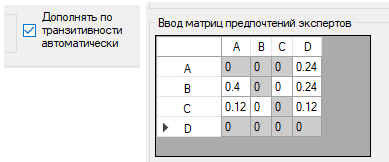 Дополнять по
транзитивности
автоматически
Ввод матриц предпочтений экспертов
A B C D
A 0 0 0 0.24
B 0.4 0 0 0.24
C 0.12 0 0 0.12
D 0 0 0 0